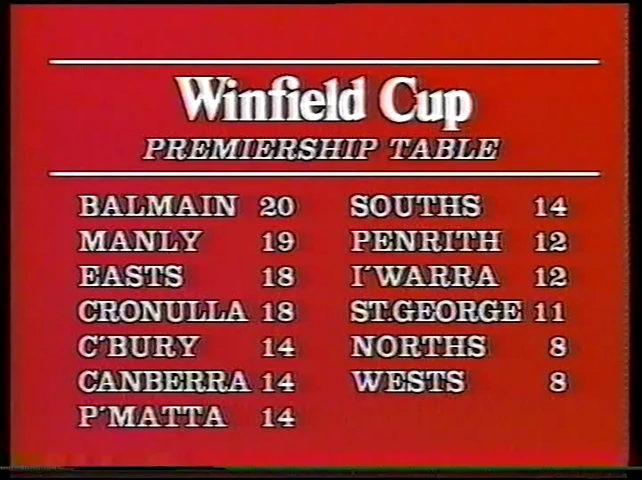 Winfield Cup
PREMIERSHIP TABLE
BALMAIN 20
MANLY 19
EASTS 18
CRONULLA 18
C'BURY 14
CANBERRA 14
P'MATTA 14
SOUTHS 14
PENRITH 12
I'WARRA 12
ST.GEORGE 11
NORTHS 8
WESTS 8